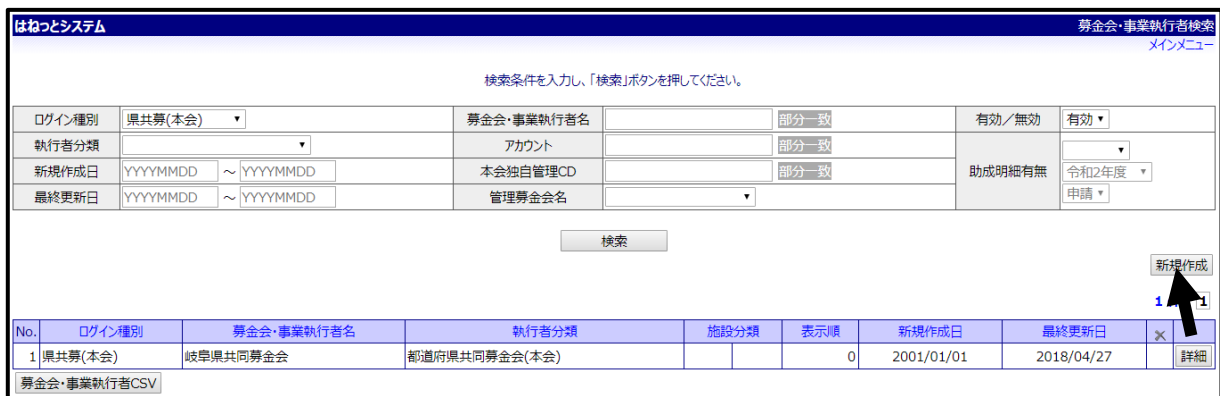 はねっとシステム 募金会・事業執行者検索
メインメニュー
検索条件を入力し、「検索」ボタンを押してください。
ログイン種別 県共募(本会) 募金会・事業執行者名 部分一致 有効／無効 有効
執行者分類 アカウント 部分一致 助成明細有無
新規作成日 YYYYMMDD ～ YYYYMMDD 本会独自管理CD 部分一致 令和2年度
最終更新日 YYYYMMDD ～ YYYYMMDD 管理募金会名 申請
検索
新規作成
1 1
No. ログイン種別 募金会・事業執行者名 執行者分類 施設分類 表示順 新規作成日 最終更新日 ×
1 県共募(本会) 岐阜県共同募金会 都道府県共同募金会(本会) 0 2001/01/01 2018/04/27 詳細
募金会・事業執行者CSV